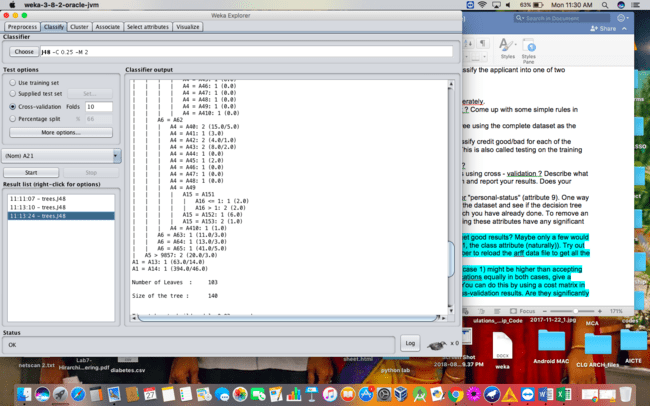 weka-3-8-2-oracle-jvm
63%
Mon 11:30 AM
Weka Explorer
Preprocess Classify Cluster Associate Select attributes Visualize
Classifier
Choose J48 -C 0.25 -M 2
Test options
Use training set
Supplied test set Set...
Cross-validation Folds 10
Percentage split % 66
More options...
(Nom) A21
Start Stop
Result list (right-click for options)
11:11:07 - trees.J48
11:13:10 - trees.J48
11:13:24 - trees.J48
Classifier output
| | | | A4 = A46: 1 (0.0)
| | | | A4 = A47: 1 (0.0)
| | | | A4 = A48: 1 (0.0)
| | | | A4 = A49: 1 (0.0)
| | | | A4 = A410: 1 (0.0)
| | A6 = A62
| | | A4 = A40: 2 (15.0/5.0)
| | | A4 = A41: 1 (3.0)
| | | A4 = A42: 2 (4.0/1.0)
| | | A4 = A43: 2 (8.0/2.0)
| | | A4 = A44: 1 (0.0)
| | | A4 = A45: 1 (2.0)
| | | A4 = A46: 1 (0.0)
| | | A4 = A47: 1 (0.0)
| | | A4 = A48: 1 (0.0)
| | | A4 = A49
| | | | A15 = A151
| | | | | A16 <= 1: 1 (2.0)
| | | | | A16 > 1: 2 (2.0)
| | | | A15 = A152: 1 (6.0)
| | | | A15 = A153: 2 (1.0)
| | | A4 = A410: 1 (1.0)
| | A6 = A63: 1 (11.0/3.0)
| | A6 = A64: 1 (13.0/3.0)
| | A6 = A65: 1 (41.0/5.0)
| A5 > 9857: 2 (20.0/3.0)
A1 = A13: 1 (63.0/14.0)
A1 = A14: 1 (394.0/46.0)
Number of Leaves : 103
Size of the tree : 140
Status
OK
Log
x 0
Search in Document
Share
Styles
Styles Pane
ssify the applicant into one of two
erately.
? Come up with some simple rules in
ree using the complete dataset as the
ssify credit good/bad for each of the
This is also called testing on the training
?
s using cross - validation ? Describe what
n and report your results. Does your
or "personal-status" (attribute 9). One way
the dataset and see if the decision tree
ch you have already done. To remove an
ing these attributes have any significant
et good results? Maybe only a few would
1, the class attribute (naturally)). Try out
ber to reload the arff data file to get all the
case 1) might be higher than accepting
ations equally in both cases, give a
You can do this by using a cost matrix in
ss-validation results. Are they significantly
171%
ulations_..ip_Code
2017-11-22_1.jpg
MCA
codes
netscan 2.txt
Lab7-
Hirarchi...ering.pdf
diabetes.csv
sheet.html
python lab
Screen Shot
2018-08...9.37 PM
DOCX
weka
Android MAC
CLG ARCH_files
AICTE